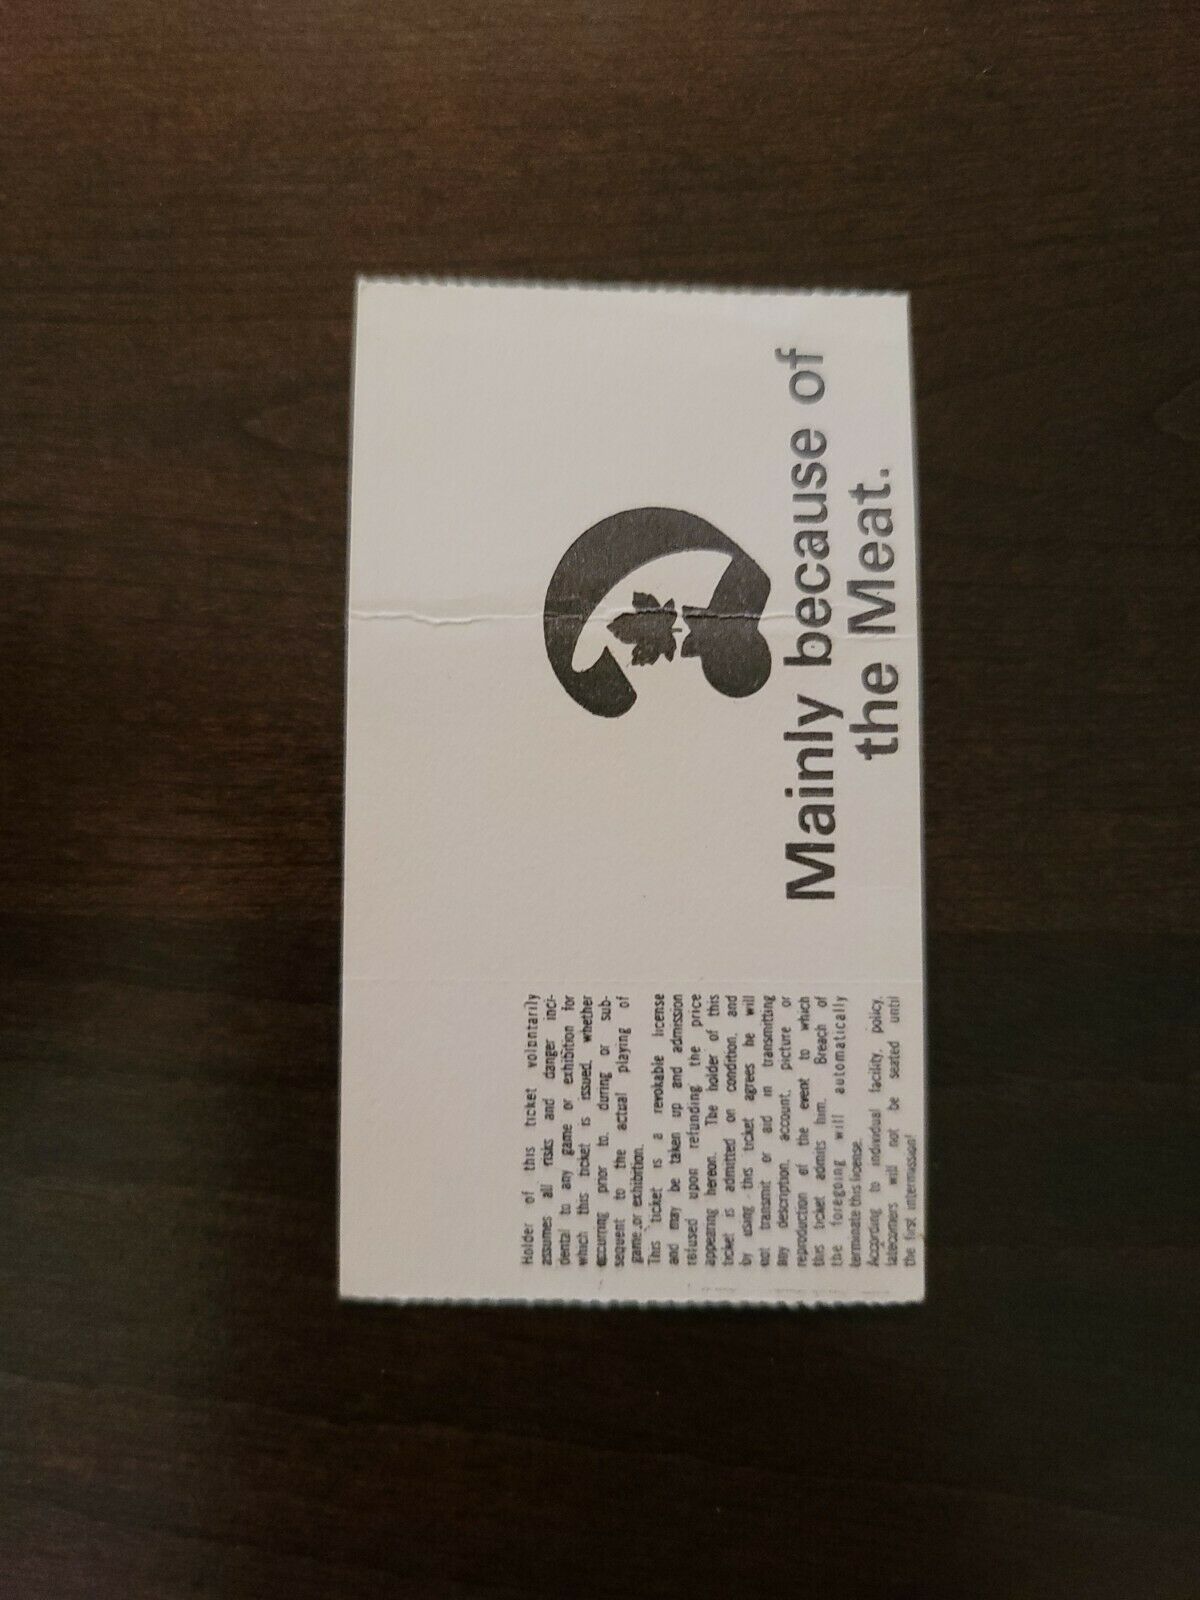 Mainly because of
the Meat.
Holder of this ticket voluntarily
assumes all risks and danger inci-
dental to any game or exhibition for
which this ticket is issued, whether
occurring prior to, during or sub-
sequent to the actual playing of
game or exhibition.
This ticket is a revokable license
and may be taken up and admission
refused upon refunding the price
appearing hereon. The holder of this
ticket is admitted on condition, and
by using this ticket agrees he will
not transmit or aid in transmitting
any description, account, picture or
reproduction of the event to which
this ticket admits him. Breach of
the foregoing will automatically
terminate this license.
According to individual facility, policy,
latecomers will not be seated until
the first intermission!